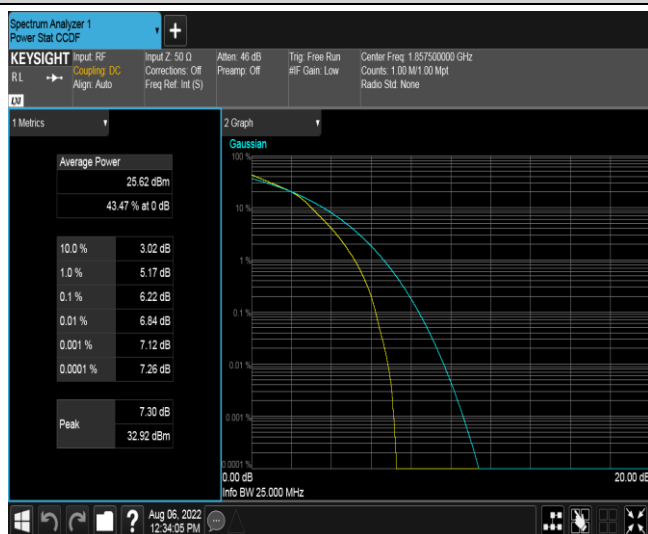 Spectrum Analyzer 1
Power Stat CCDF
+
KEYSIGHT
RL
LXI
Input: RF
Coupling: DC
Align: Auto
Input Z: 50 Ω
Corrections: Off
Freq Ref: Int (S)
Atten: 46 dB
Preamp: Off
Trig: Free Run
#IF Gain: Low
Center Freq: 1.857500000 GHz
Counts: 1.00 M/1.00 Mpt
Radio Std: None
1 Metrics
Average Power
25.62 dBm
43.47 % at 0 dB
10.0 % 3.02 dB
1.0 % 5.17 dB
0.1 % 6.22 dB
0.01 % 6.84 dB
0.001 % 7.12 dB
0.0001 % 7.26 dB
Peak
7.30 dB
32.92 dBm
2 Graph
Gaussian
100 %
10 %
1 %
0.1 %
0.01 %
0.001 %
0.0001 %
0.00 dB
20.00 dB
Info BW 25.000 MHz
?
Aug 06, 2022
12:34:05 PM